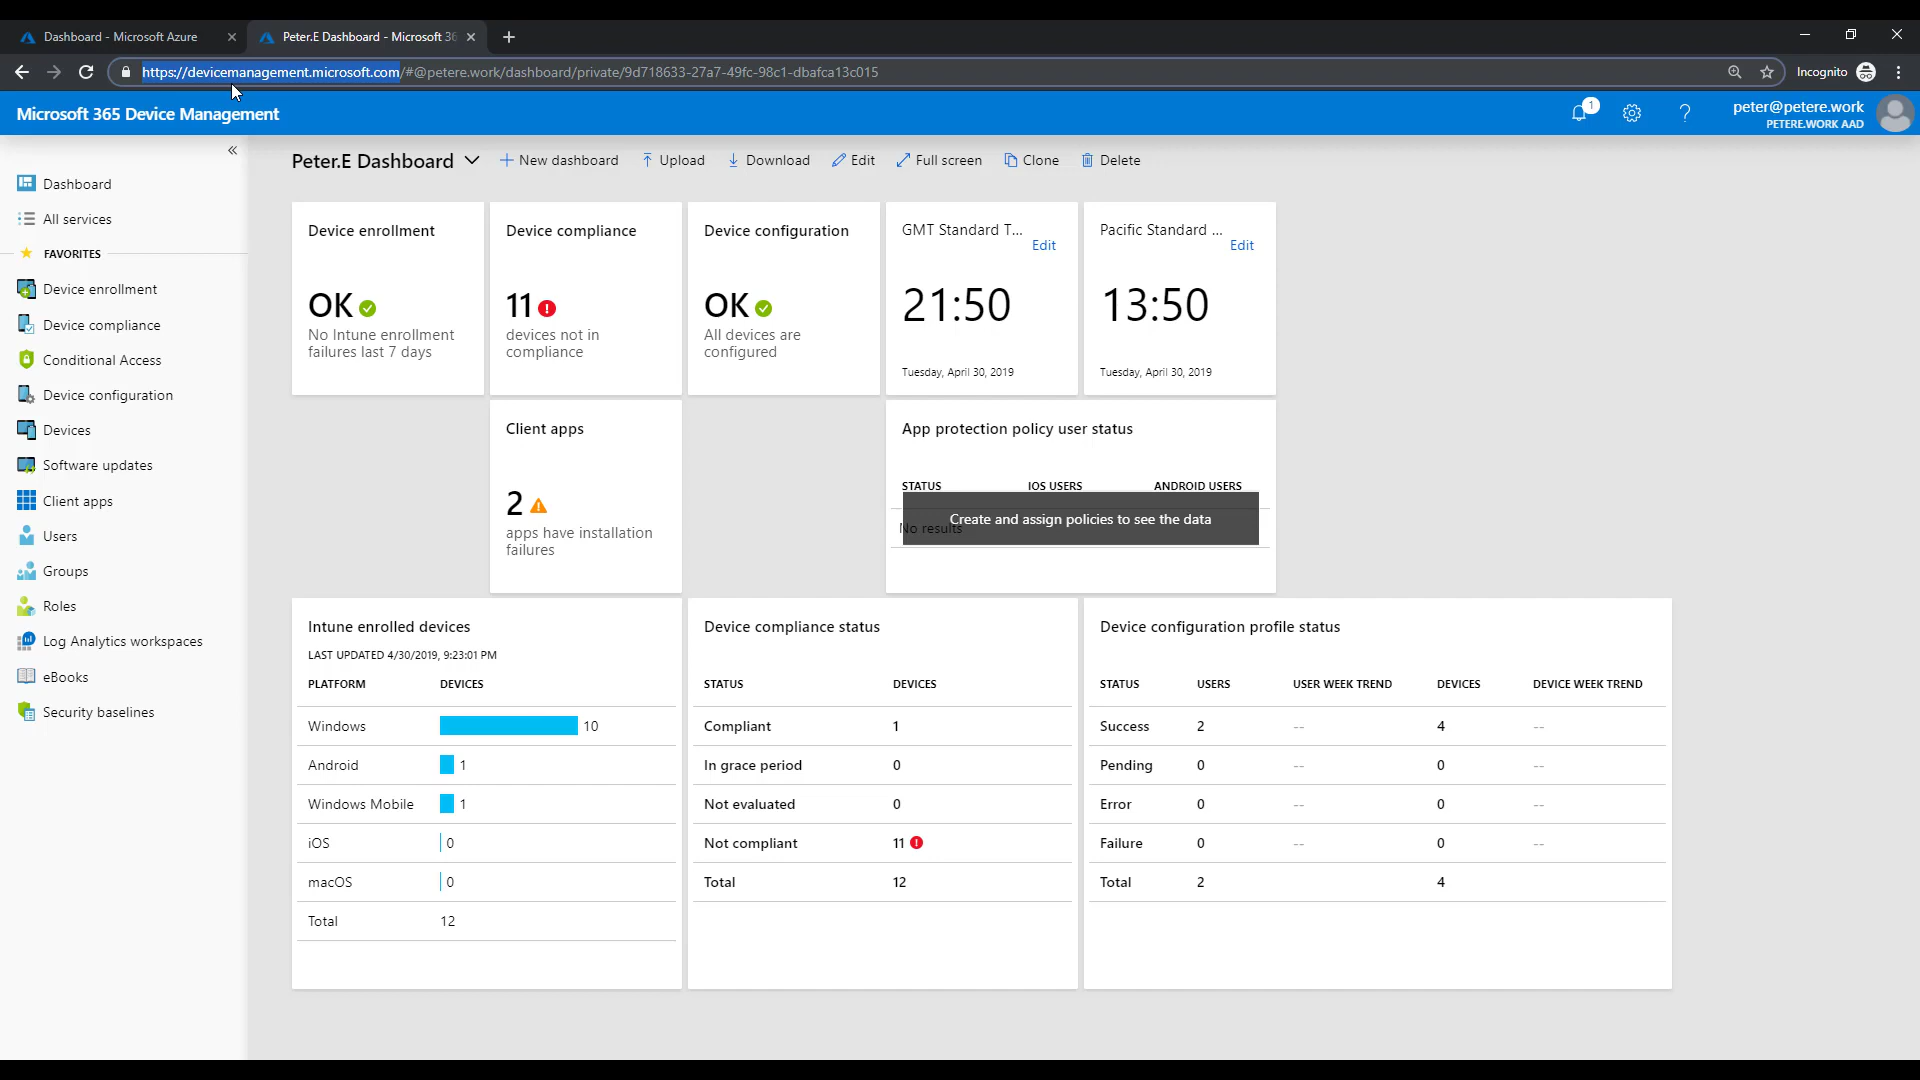 Dashboard - Microsoft Azure
Peter.E Dashboard - Microsoft 36
https://devicemanagement.microsoft.com/#@petere.work/dashboard/private/9d718633-27a7-49fc-98c1-dbafca13c015
Incognito
Microsoft 365 Device Management
1
peter@petere.work
PETERE.WORK AAD
Dashboard
All services
FAVORITES
Device enrollment
Device compliance
Conditional Access
Device configuration
Devices
Software updates
Client apps
Users
Groups
Roles
Log Analytics workspaces
eBooks
Security baselines
Peter.E Dashboard
New dashboard
Upload
Download
Edit
Full screen
Clone
Delete
Device enrollment
OK
No Intune enrollment
failures last 7 days
Device compliance
11
devices not in
compliance
Device configuration
OK
All devices are
configured
GMT Standard T...
Edit
21:50
Tuesday, April 30, 2019
Pacific Standard ...
Edit
13:50
Tuesday, April 30, 2019
Client apps
2
apps have installation
failures
App protection policy user status
STATUS IOS USERS ANDROID USERS
No results
Create and assign policies to see the data
Intune enrolled devices
LAST UPDATED 4/30/2019, 9:23:01 PM
PLATFORM DEVICES
Windows 10
Android 1
Windows Mobile 1
iOS 0
macOS 0
Total 12
Device compliance status
STATUS DEVICES
Compliant 1
In grace period 0
Not evaluated 0
Not compliant 11
Total 12
Device configuration profile status
STATUS USERS USER WEEK TREND DEVICES DEVICE WEEK TREND
Success 2 -- 4 --
Pending 0 -- 0 --
Error 0 -- 0 --
Failure 0 -- 0 --
Total 2 4